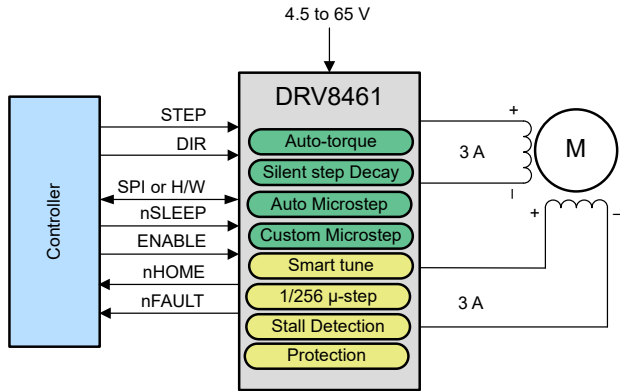 4.5 to 65 V
DRV8461
Controller
STEP
DIR
SPI or H/W
nSLEEP
ENABLE
nHOME
nFAULT
Auto-torque
Silent step Decay
Auto Microstep
Custom Microstep
Smart tune
1/256 µ-step
Stall Detection
Protection
+
3 A
–
M
+ –
3 A